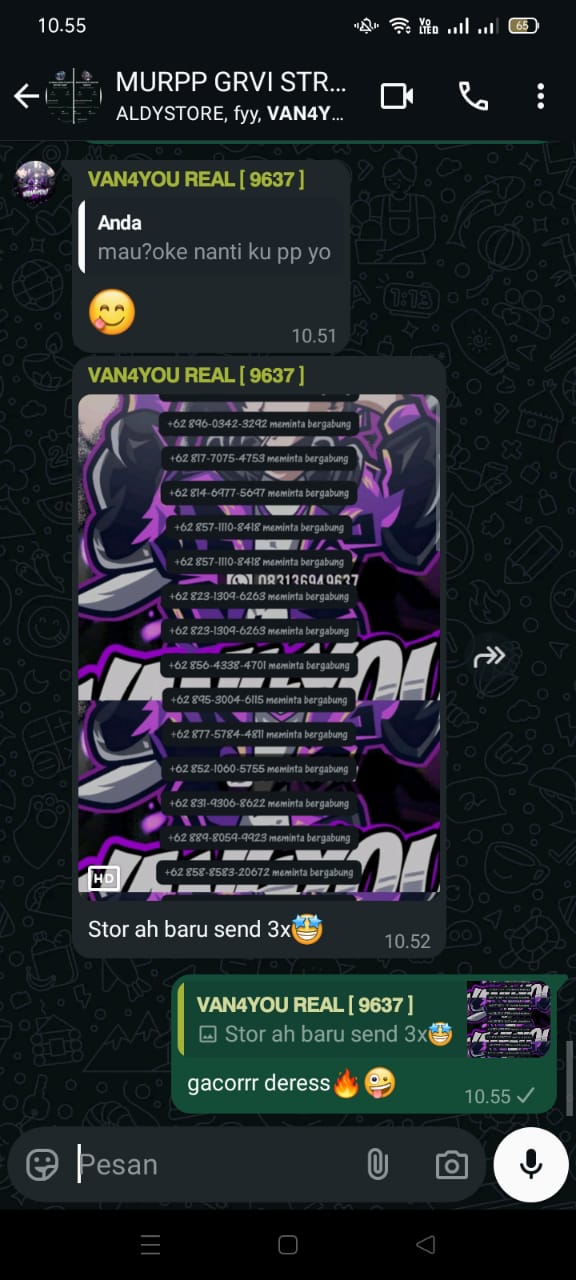 10.55
Vo
LTE D
65
MURPP GRVI STR...
ALDYSTORE, fyy, VAN4Y...
VAN4YOU REAL [ 9637 ]
Anda
mau?oke nanti ku pp yo
10.51
VAN4YOU REAL [ 9637 ]
+62 896-0342-3292 meminta bergabung
+62 817-7075-4753 meminta bergabung
+62 814-6977-5697 meminta bergabung
+62 857-1110-8418 meminta bergabung
+62 857-1110-8418 meminta bergabung
083136949637
+62 823-1309-6263 meminta bergabung
+62 823-1309-6263 meminta bergabung
+62 856-4338-4701 meminta bergabung
+62 895-3004-6115 meminta bergabung
+62 877-5784-4811 meminta bergabung
+62 852-1060-5755 meminta bergabung
+62 831-9306-8622 meminta bergabung
+62 889-8059-9923 meminta bergabung
+62 858-8583-20672 meminta bergabung
HD
Stor ah baru send 3x🤩
10.52
VAN4YOU REAL [ 9637 ]
Stor ah baru send 3x🤩
gacorrr deress🔥🤪
10.55
Pesan